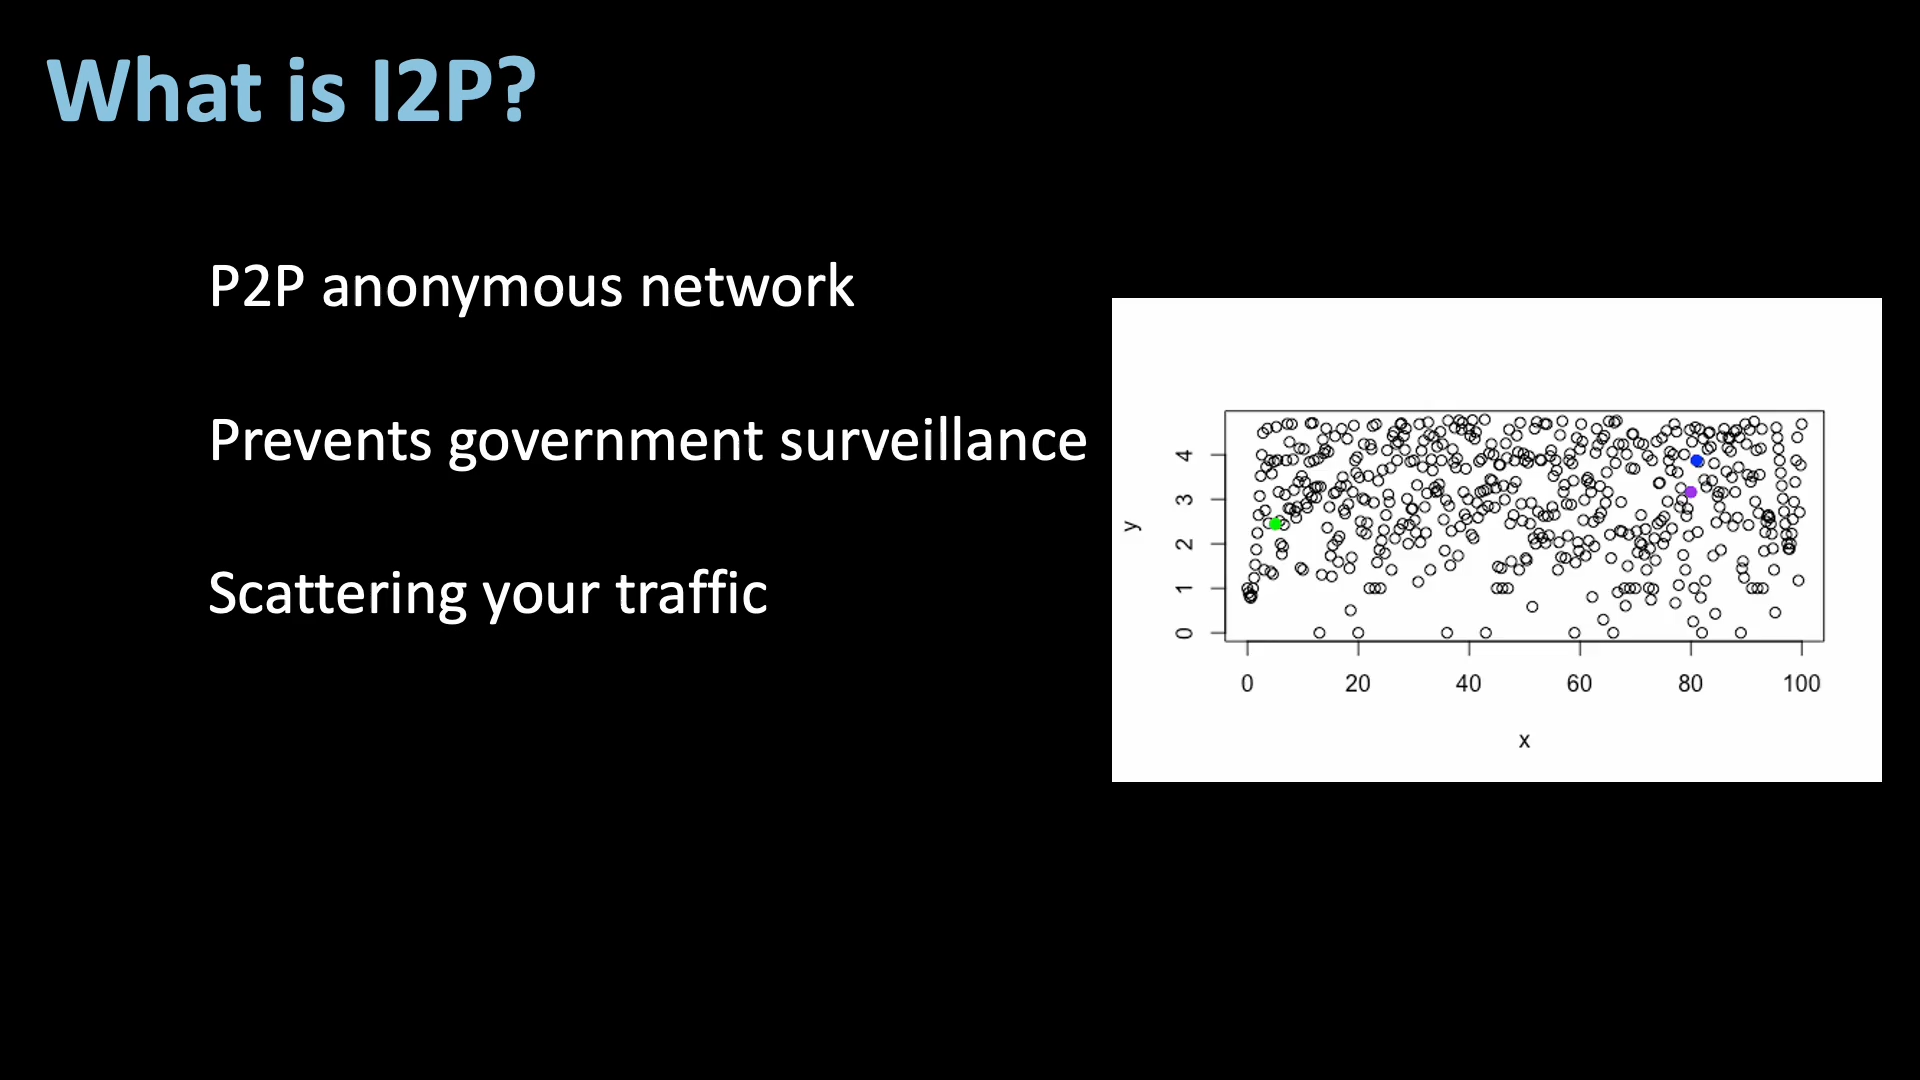 What is I2P?
P2P anonymous network
Prevents government surveillance
Scattering your traffic
y
4
3
2
1
0
0 20 40 60 80 100
x